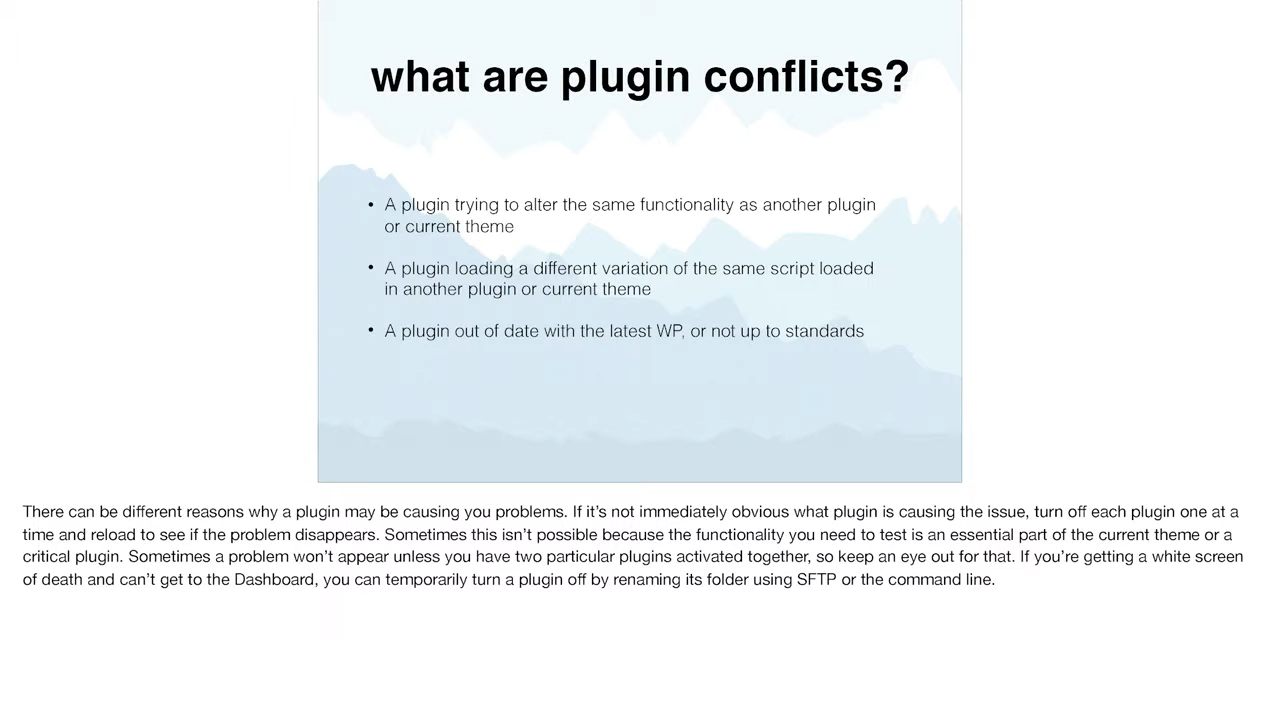 what are plugin conflicts?
• A plugin trying to alter the same functionality as another plugin
or current theme
• A plugin loading a different variation of the same script loaded
in another plugin or current theme
• A plugin out of date with the latest WP, or not up to standards
There can be different reasons why a plugin may be causing you problems. If it’s not immediately obvious what plugin is causing the issue, turn off each plugin one at a
time and reload to see if the problem disappears. Sometimes this isn’t possible because the functionality you need to test is an essential part of the current theme or a
critical plugin. Sometimes a problem won’t appear unless you have two particular plugins activated together, so keep an eye out for that. If you’re getting a white screen
of death and can’t get to the Dashboard, you can temporarily turn a plugin off by renaming its folder using SFTP or the command line.